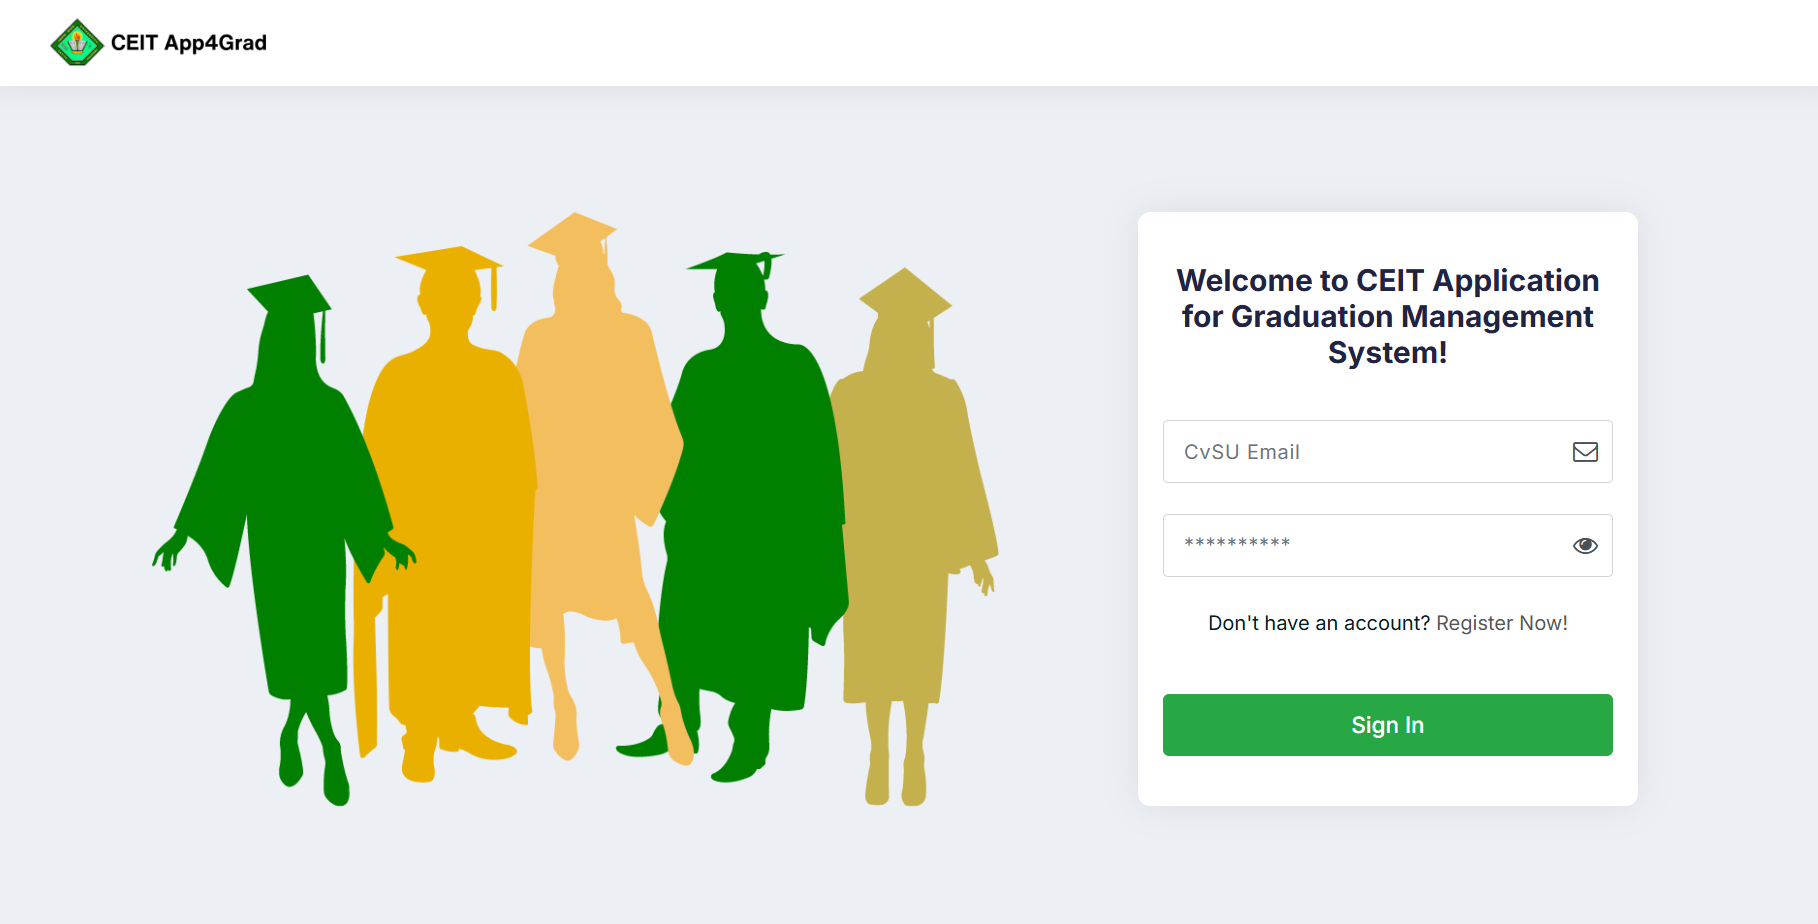 CEIT App4Grad
Welcome to CEIT Application
for Graduation Management
System!
CvSU Email
**********
Don't have an account? Register Now!
Sign In